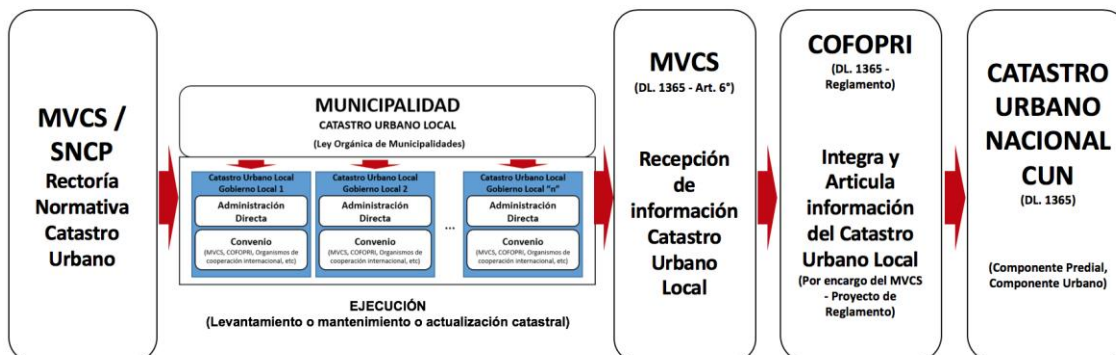 MVCS /
SNCP
Rectoría
Normativa
Catastro
Urbano
MUNICIPALIDAD
CATASTRO URBANO LOCAL
(Ley Orgánica de Municipalidades)
Catastro Urbano Local
Gobierno Local 1
Administración
Directa
Convenio
(MVCS, COFOPRI, Organismos de
cooperación internacional, etc)
Catastro Urbano Local
Gobierno Local 2
Administración
Directa
Convenio
(MVCS, COFOPRI, Organismos de
cooperación internacional, etc)
...
Catastro Urbano Local
Gobierno Local "n"
Administración
Directa
Convenio
(MVCS, COFOPRI, Organismos de
cooperación internacional, etc)
EJECUCIÓN
(Levantamiento o mantenimiento o actualización catastral)
MVCS
(DL. 1365 - Art. 6°)
Recepción
de
información
Catastro
Urbano
Local
COFOPRI
(DL. 1365 -
Reglamento)
Integra y
Articula
información
del Catastro
Urbano Local
(Por encargo del MVCS
- Proyecto de
Reglamento)
CATASTRO
URBANO
NACIONAL
CUN
(DL. 1365)
(Componente Predial,
Componente Urbano)